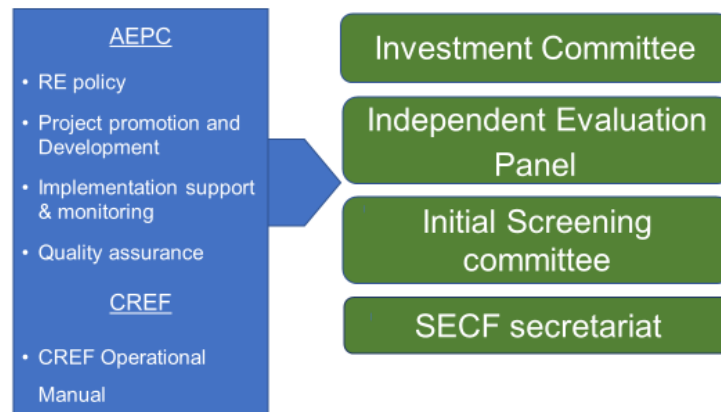 AEPC
• RE policy
• Project promotion and
Development
• Implementation support
& monitoring
• Quality assurance
CREF
• CREF Operational
Manual
Investment Committee
Independent Evaluation
Panel
Initial Screening
committee
SECF secretariat